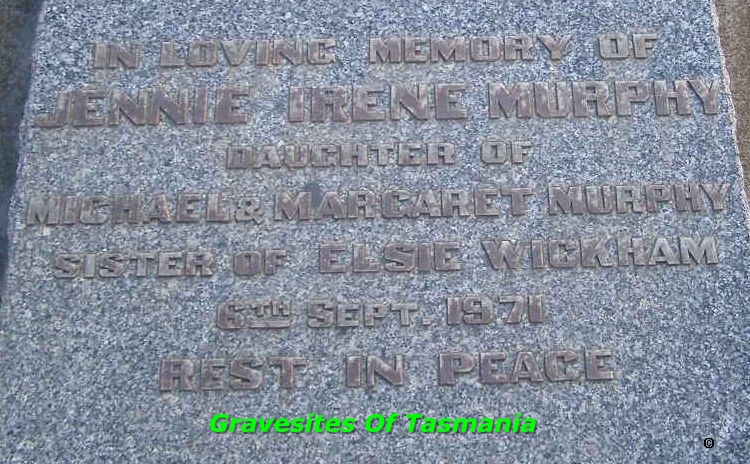 IN LOVING MEMORY OF
JENNIE IRENE MURPHY
DAUGHTER OF
MICHAEL & MARGARET MURPHY
SISTER OF ELSIE WICKHAM
6TH SEPT. 1971
REST IN PEACE
Gravesites Of Tasmania
©